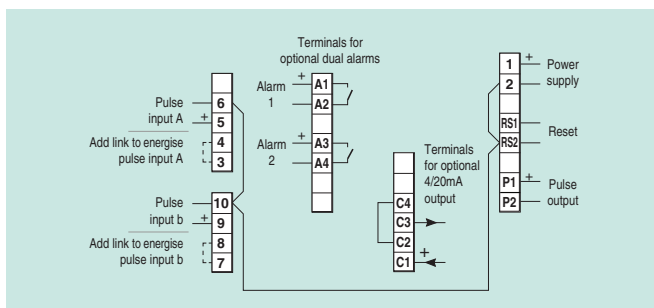 Terminals for
optional dual alarms
Pulse
input A
6
+
5
Add link to energise
pulse input A
4
3
Pulse
input b
10
+
9
Add link to energise
pulse input b
8
7
Alarm
1
+
A1
A2
Alarm
2
+
A3
A4
Terminals
for optional
4/20mA
output
C4
C3
C2
C1
+
1
+
Power
2
supply
RS1
Reset
RS2
P1
+
Pulse
P2
output